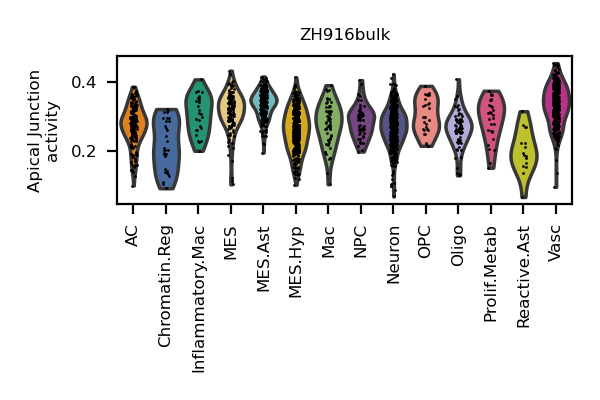 ZH916bulk
Apical Junction
activity
0.4
0.2
AC
Chromatin.Reg
Inflammatory.Mac
MES
MES.Ast
MES.Hyp
Mac
NPC
Neuron
OPC
Oligo
Prolif.Metab
Reactive.Ast
Vasc